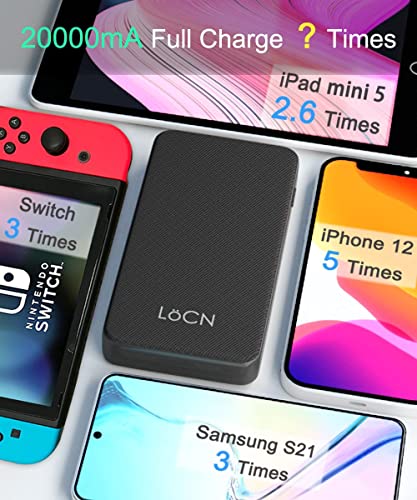 20000mA Full Charge ? Times
iPad mini 5
2.6 Times
Switch
3 Times
iPhone 12
5 Times
NINTENDO
SWITCH
LöCN
Samsung S21
3 Times